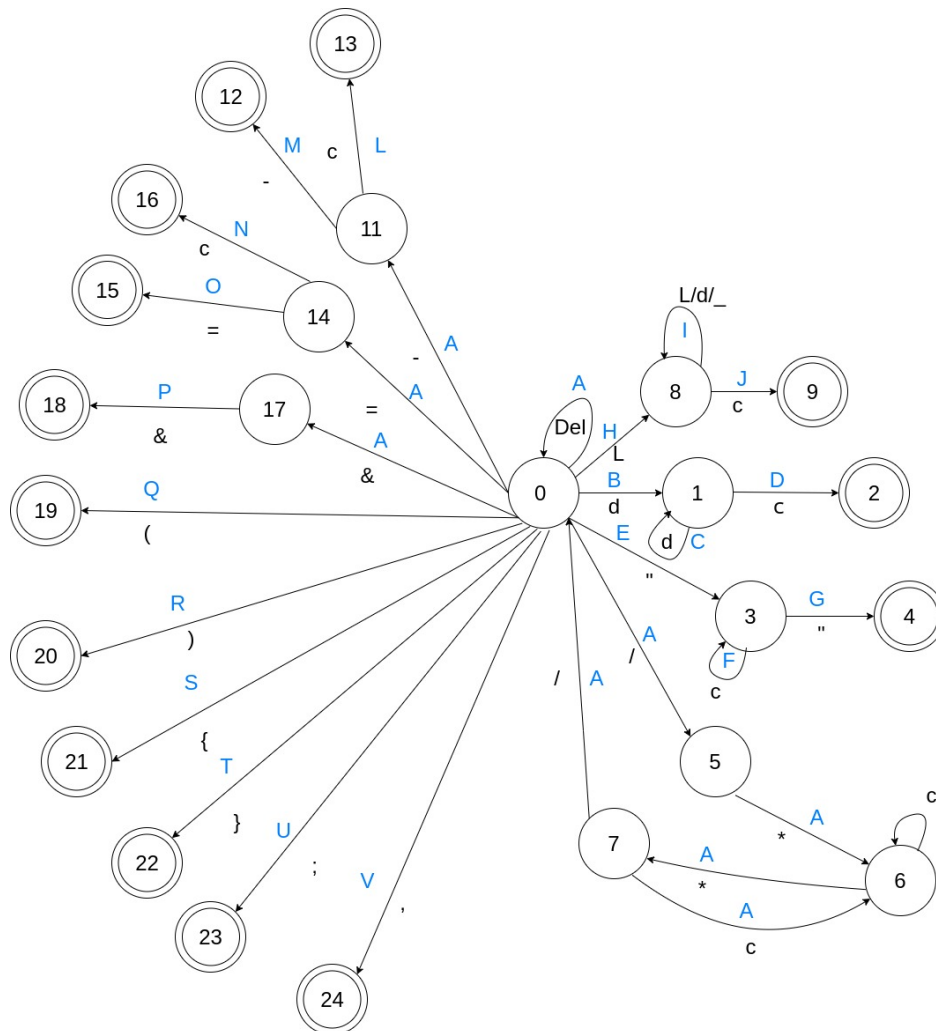 13
12
M
L
c
-
16
11
N
c
15
O
=
14
L/d/_
I
A
-
8
J
c
9
A
H
L
Del
18
P
&
17
=
A
A
&
19
Q
(
0
B
d
1
D
c
2
E
d
C
"
R
)
20
3
G
"
4
F
c
A
/
S
{
21
/
A
5
T
}
22
U
;
V
,
23
24
7
A
*
c
6
A
*
A
c